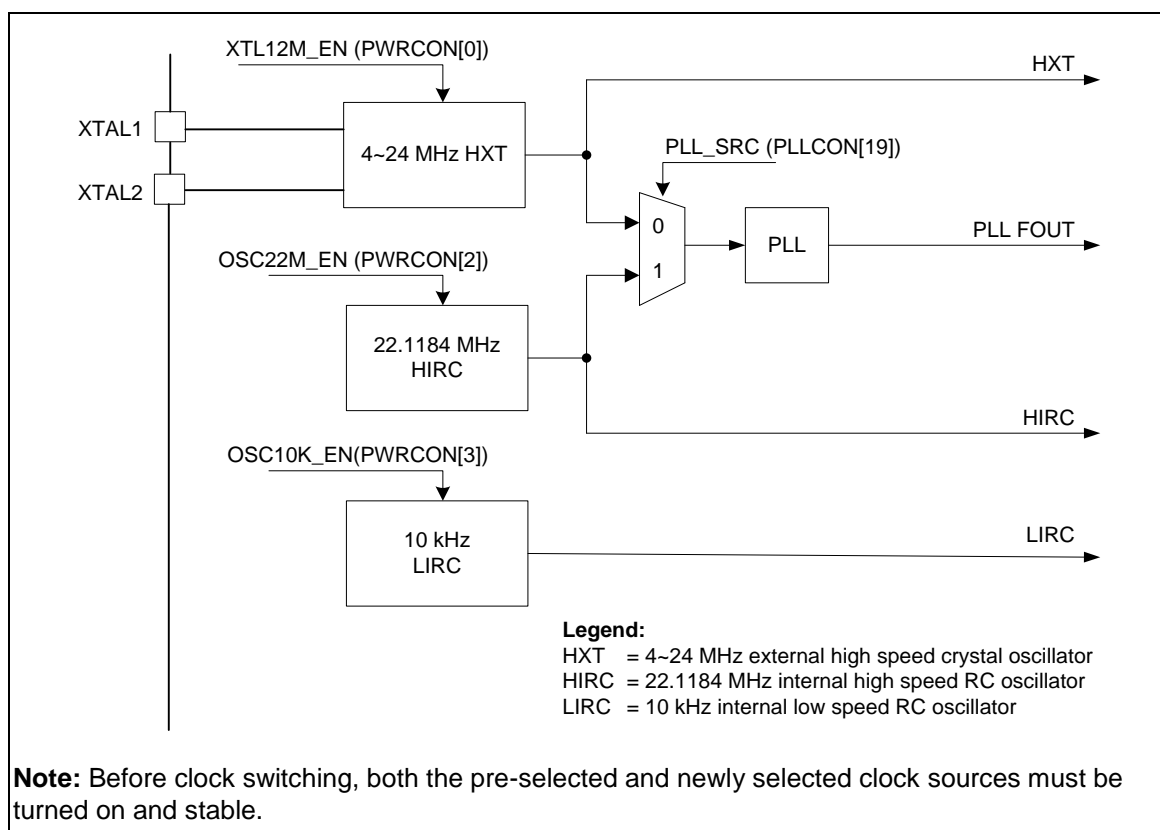 XTL12M_EN (PWRCON[0])
HXT
XTAL1
4~24 MHz HXT
PLL_SRC (PLLCON[19])
XTAL2
0
PLL
PLL FOUT
1
OSC22M_EN (PWRCON[2])
22.1184 MHz
HIRC
HIRC
OSC10K_EN(PWRCON[3])
10 kHz
LIRC
LIRC
Legend:
HXT = 4~24 MHz external high speed crystal oscillator
HIRC = 22.1184 MHz internal high speed RC oscillator
LIRC = 10 kHz internal low speed RC oscillator
Note: Before clock switching, both the pre-selected and newly selected clock sources must be
turned on and stable.